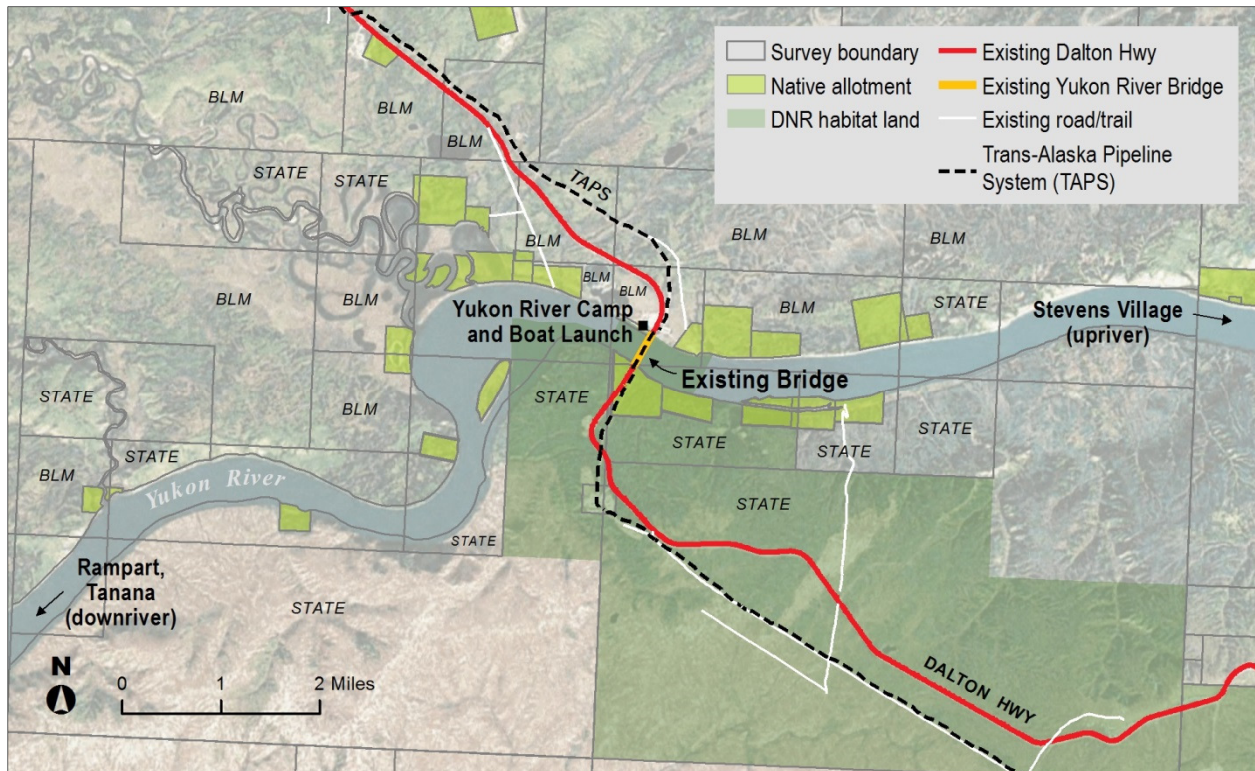 Survey boundary
Native allotment
DNR habitat land
Existing Dalton Hwy
Existing Yukon River Bridge
Existing road/trail
Trans-Alaska Pipeline
System (TAPS)
BLM
BLM
BLM
STATE
STATE
TAPS
BLM
BLM
BLM
BLM
BLM
BLM
BLM
BLM
STATE
Stevens Village
(upriver)
Yukon River Camp
and Boat Launch
Existing Bridge
STATE
STATE
BLM
STATE
STATE
STATE
BLM
STATE
Yukon River
STATE
STATE
Rampart,
Tanana
(downriver)
STATE
DALTON HWY
N
0 1 2 Miles